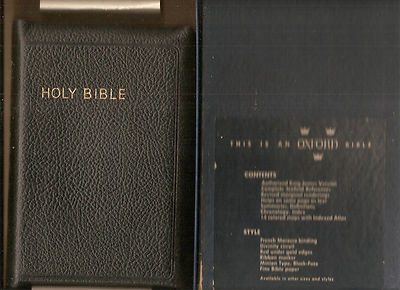 HOLY BIBLE
THIS IS AN OXFORD BIBLE
CONTENTS
Authorized King James Version
Complete Scofield References
Revised marginal renderings
Helps on same page as text
Summaries, Definitions
Chronology, Index
14 colored maps with indexed Atlas
STYLE
French Morocco binding
Divinity circuit
Red under gold edges
Ribbon marker
Minion Type, Black-Face
Fine Bible paper
Available in other sizes and styles